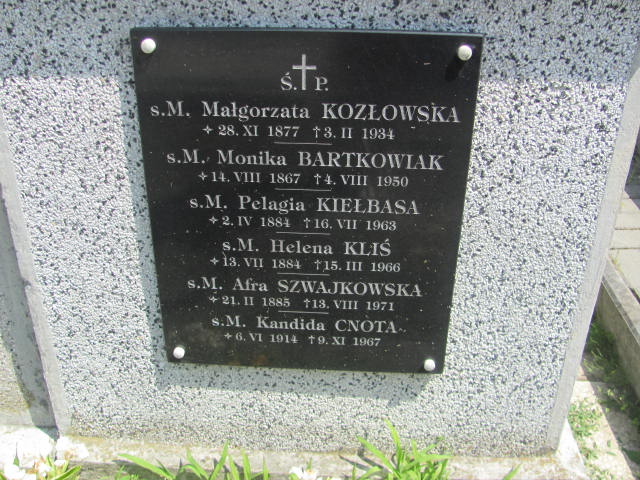 Ś.†P.
s.M. Małgorzata KOZŁOWSKA
✧28. XI 1877 †3. II 1934
s.M. Monika BARTKOWIAK
✧14. VIII 1867 †4. VIII 1950
s.M. Pelagia KIEŁBASA
✧2. IV 1884 †16. VII 1963
s.M. Helena KLIŚ
✧13. VII 1884 †15. III 1966
s.M. Afra SZWAJKOWSKA
✧21. II 1885 †13. VIII 1971
s.M. Kandida CNOTA
✧6. VI 1914 †9. XI 1967